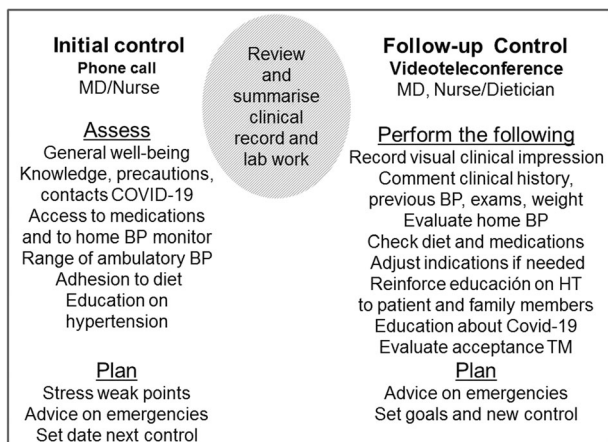 Initial control
Phone call
MD/Nurse
Assess
General well-being
Knowledge, precautions,
contacts COVID-19
Access to medications
and to home BP monitor
Range of ambulatory BP
Adhesion to diet
Education on
hypertension
Plan
Stress weak points
Advice on emergencies
Set date next control
Review
and
summarise
clinical
record and
lab work
Follow-up Control
Videoteleconference
MD, Nurse/Dietician
Perform the following
Record visual clinical impression
Comment clinical history,
previous BP, exams, weight
Evaluate home BP
Check diet and medications
Adjust indications if needed
Reinforce educación on HT
to patient and family members
Education about Covid-19
Evaluate acceptance TM
Plan
Advice on emergencies
Set goals and new control